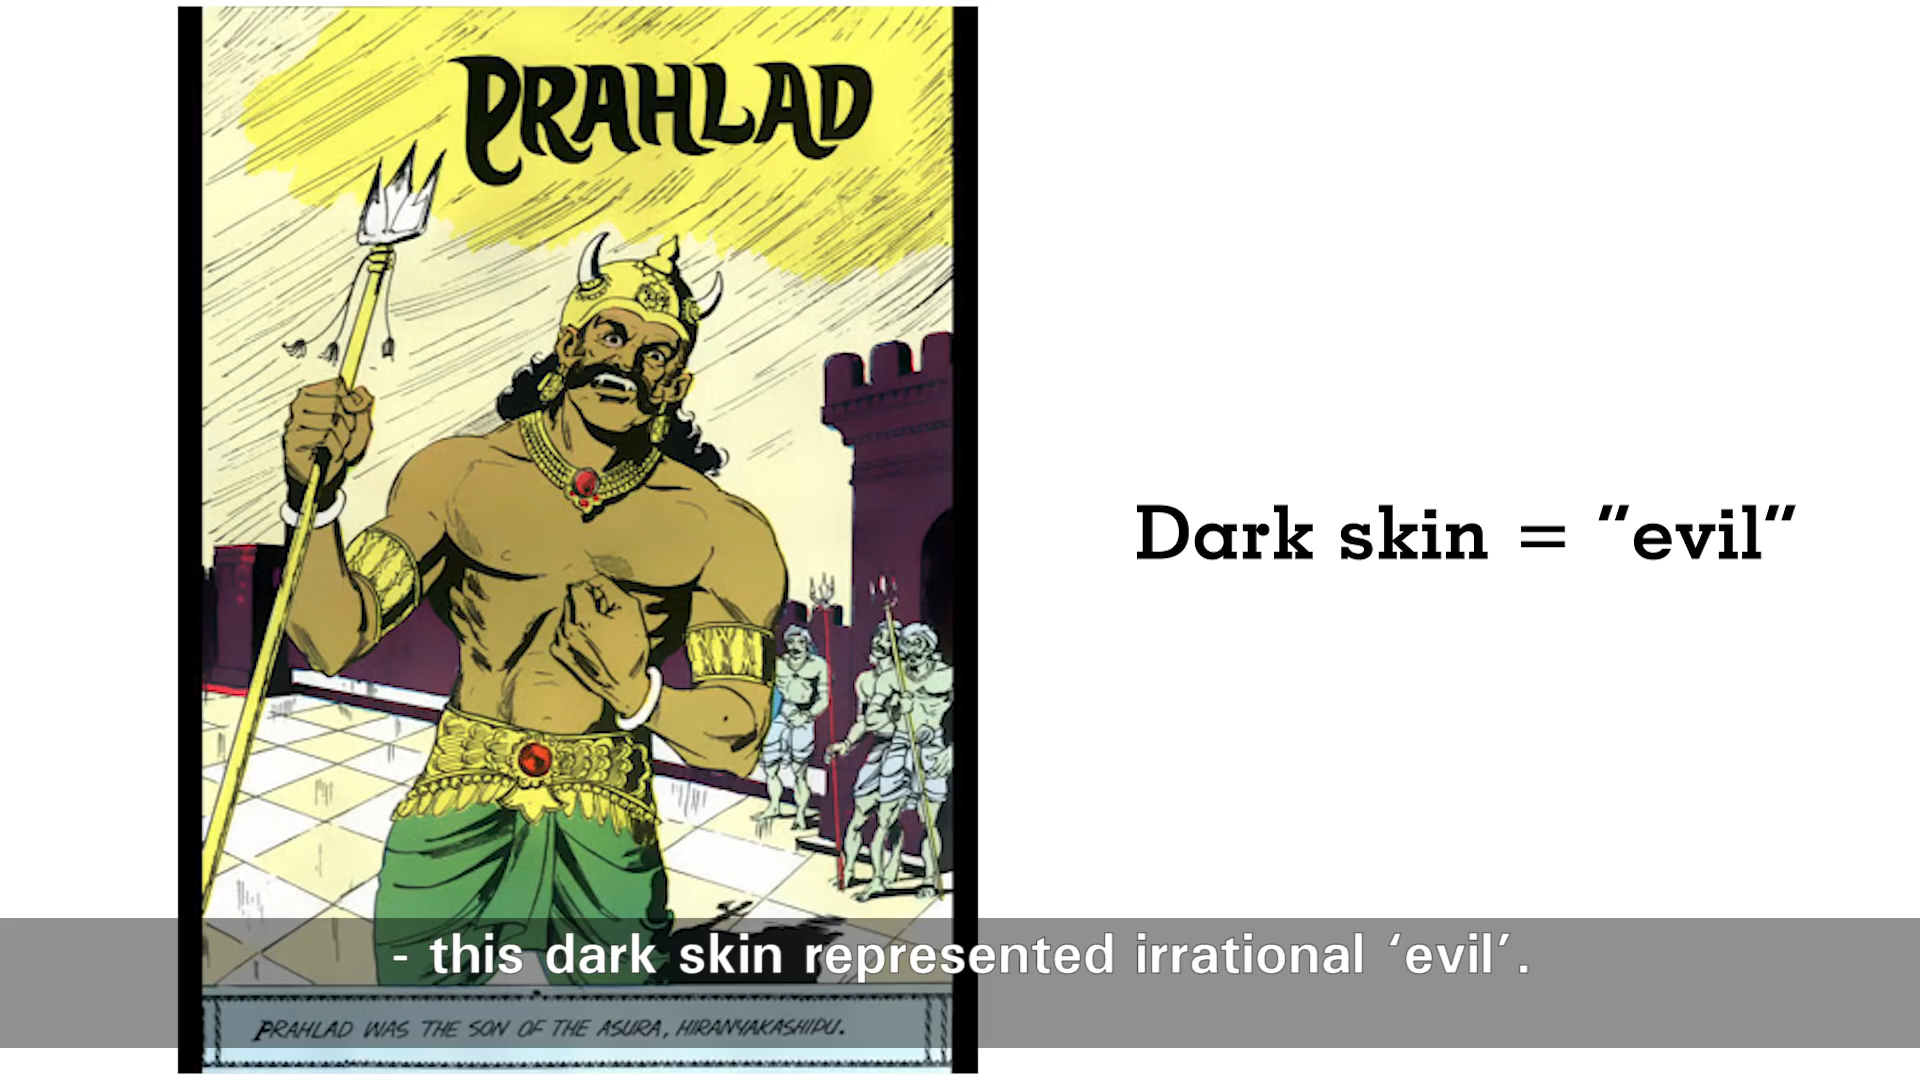 PRAHLAD
Dark skin = "evil"
- this dark skin represented irrational ‘evil’.
PRAHLAD WAS THE SON OF THE ASURA, HIRANYAKASHIPU.